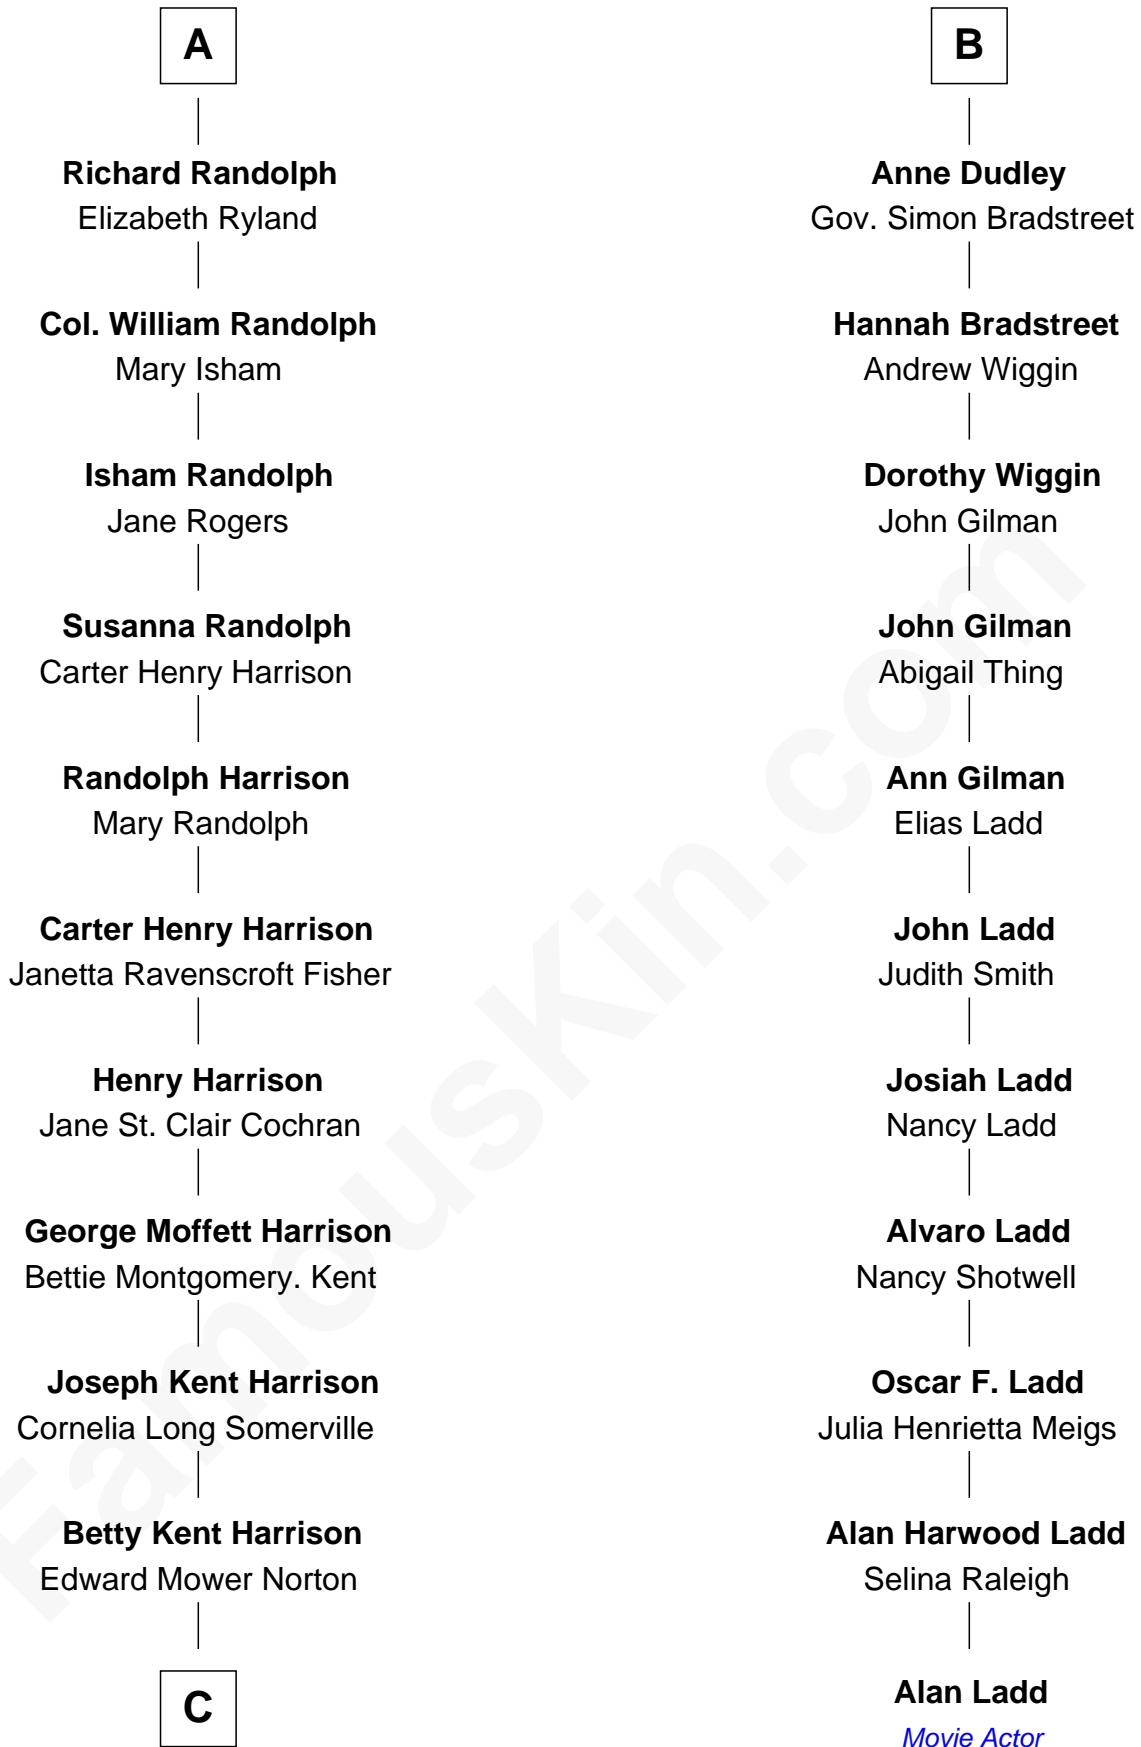 A
Richard Randolph
Elizabeth Ryland
Col. William Randolph
Mary Isham
Isham Randolph
Jane Rogers
Susanna Randolph
Carter Henry Harrison
Randolph Harrison
Mary Randolph
Carter Henry Harrison
Janetta Ravenscroft Fisher
Henry Harrison
Jane St. Clair Cochran
George Moffett Harrison
Bettie Montgomery. Kent
Joseph Kent Harrison
Cornelia Long Somerville
Betty Kent Harrison
Edward Mower Norton
C
B
Anne Dudley
Gov. Simon Bradstreet
Hannah Bradstreet
Andrew Wiggin
Dorothy Wiggin
John Gilman
John Gilman
Abigail Thing
Ann Gilman
Elias Ladd
John Ladd
Judith Smith
Josiah Ladd
Nancy Ladd
Alvaro Ladd
Nancy Shotwell
Oscar F. Ladd
Julia Henrietta Meigs
Alan Harwood Ladd
Selina Raleigh
Alan Ladd
Movie Actor
FamousKin.com